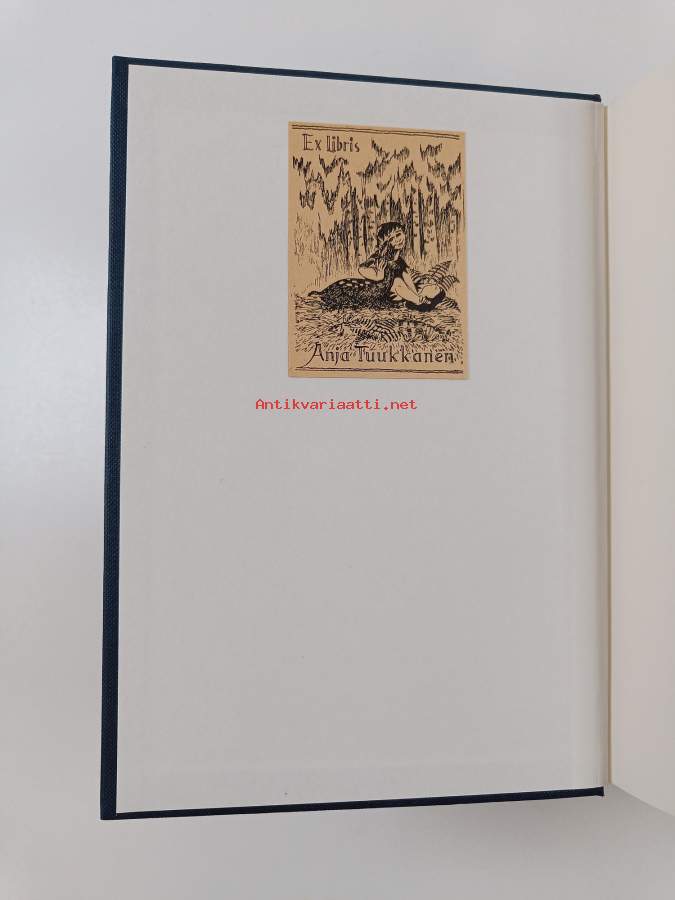 Ex Libris
Anja Tuukkanen
Antikvariaatti.net